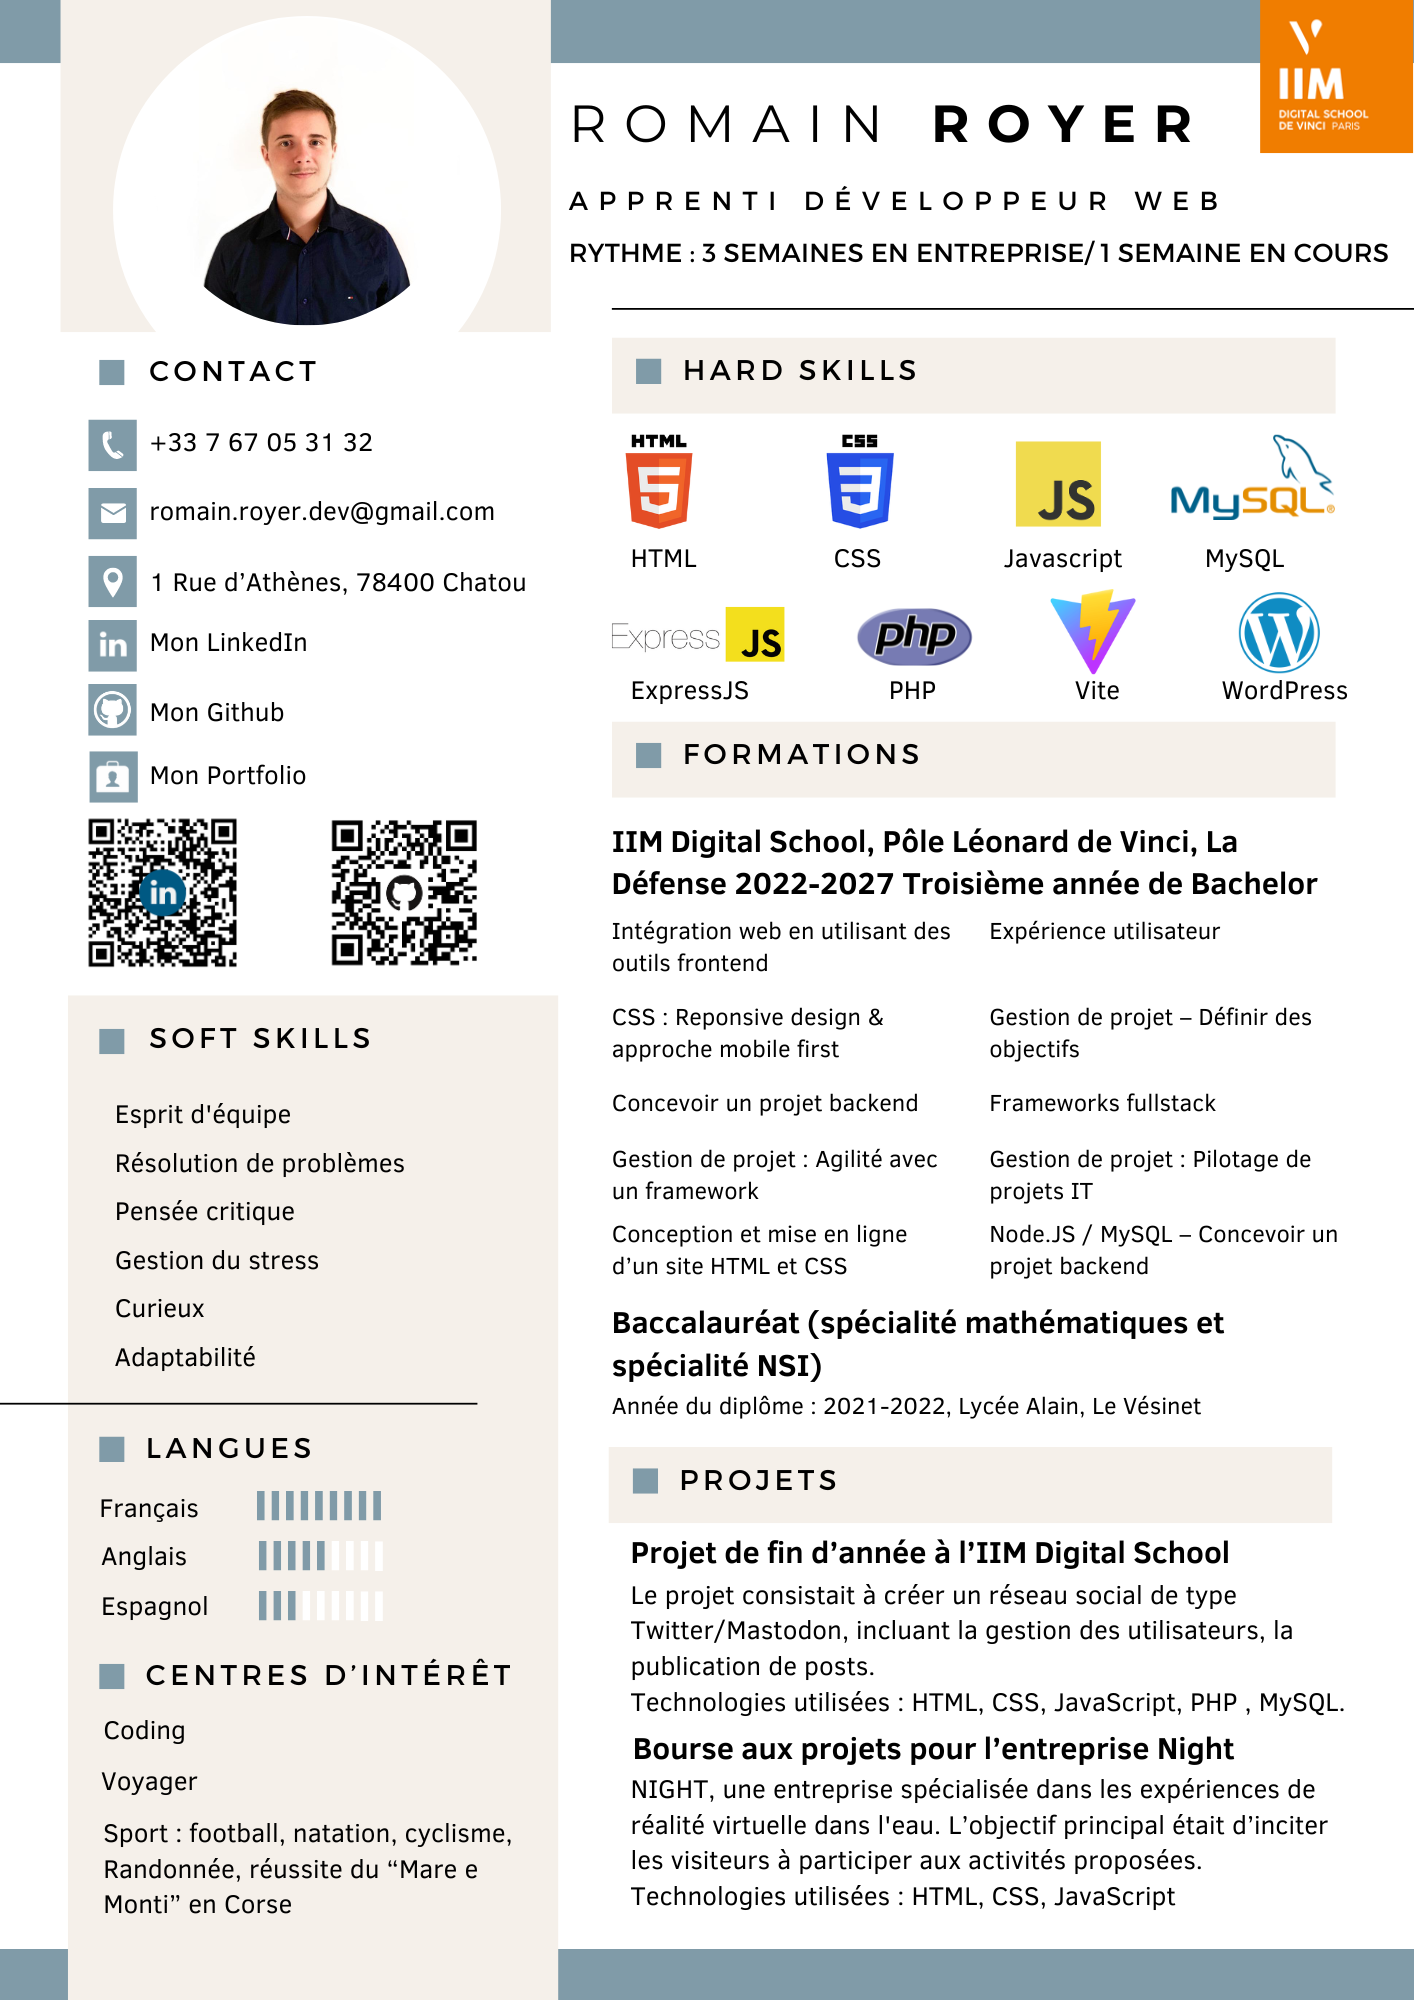 IIM
DIGITAL SCHOOL
DE VINCI PARIS
ROMAIN ROYER
APPRENTI DÉVELOPPEUR WEB
RYTHME : 3 SEMAINES EN ENTREPRISE/ 1 SEMAINE EN COURS
CONTACT
+33 7 67 05 31 32
romain.royer.dev@gmail.com
1 Rue d’Athènes, 78400 Chatou
in
Mon LinkedIn
Mon Github
Mon Portfolio
in
SOFT SKILLS
Esprit d'équipe
Résolution de problèmes
Pensée critique
Gestion du stress
Curieux
Adaptabilité
LANGUES
Français
Anglais
Espagnol
CENTRES D’INTÉRÊT
Coding
Voyager
Sport : football, natation, cyclisme,
Randonnée, réussite du “Mare e
Monti” en Corse
HARD SKILLS
HTML
5
CSS
3
JS
MySQL®
HTML
CSS
Javascript
MySQL
Express JS
php
W
ExpressJS
PHP
Vite
WordPress
FORMATIONS
IIM Digital School, Pôle Léonard de Vinci, La
Défense 2022-2027 Troisième année de Bachelor
Intégration web en utilisant des
outils frontend
Expérience utilisateur
CSS : Reponsive design &
approche mobile first
Gestion de projet – Définir des
objectifs
Concevoir un projet backend
Frameworks fullstack
Gestion de projet : Agilité avec
un framework
Gestion de projet : Pilotage de
projets IT
Conception et mise en ligne
d’un site HTML et CSS
Node.JS / MySQL – Concevoir un
projet backend
Baccalauréat (spécialité mathématiques et
spécialité NSI)
Année du diplôme : 2021-2022, Lycée Alain, Le Vésinet
PROJETS
Projet de fin d’année à l’IIM Digital School
Le projet consistait à créer un réseau social de type
Twitter/Mastodon, incluant la gestion des utilisateurs, la
publication de posts.
Technologies utilisées : HTML, CSS, JavaScript, PHP , MySQL.
Bourse aux projets pour l’entreprise Night
NIGHT, une entreprise spécialisée dans les expériences de
réalité virtuelle dans l'eau. L’objectif principal était d’inciter
les visiteurs à participer aux activités proposées.
Technologies utilisées : HTML, CSS, JavaScript